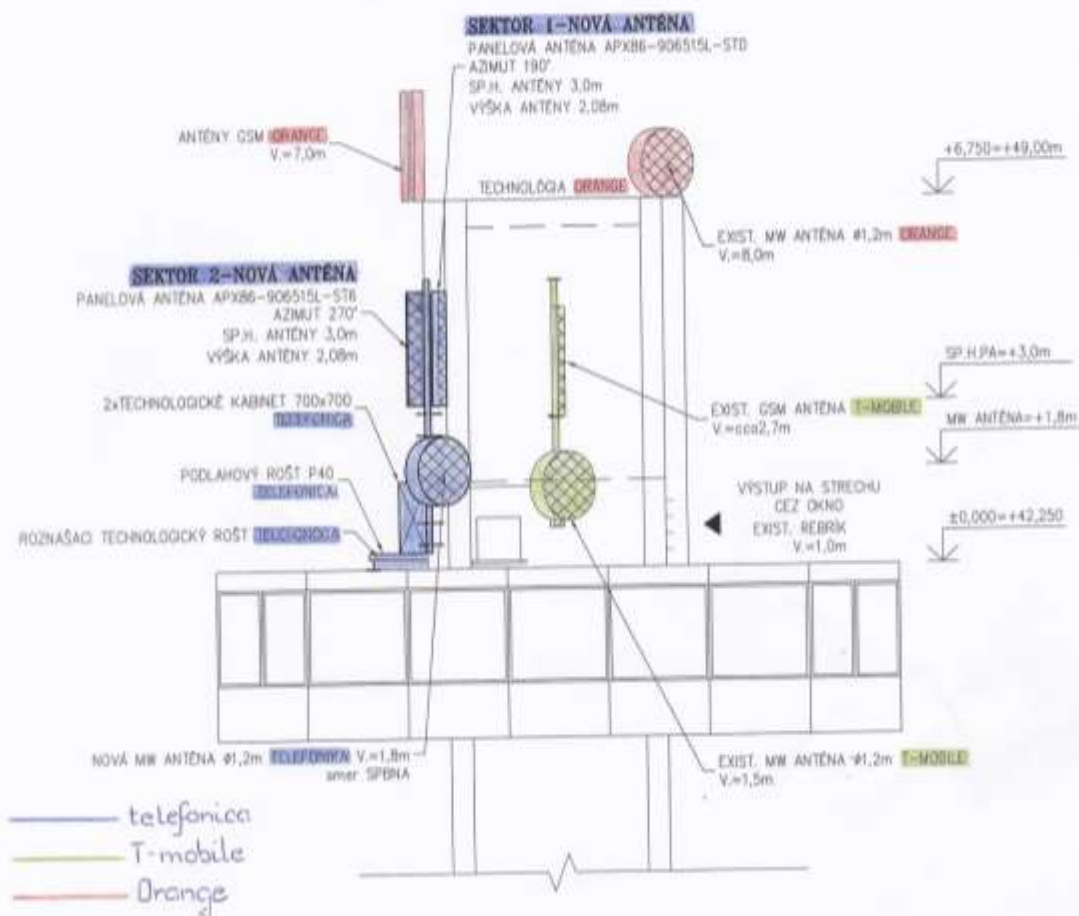 SEKTOR 1-NOVÁ ANTÉNA
PANELOVÁ ANTÉNA APX86-906515L-ST0
AZIMUT 190°
SP.H. ANTÉNY 3,0m
VÝŠKA ANTÉNY 2,08m
ANTÉNY GSM ORANGE
V.=7,0m
TECHNOLÓGIA ORANGE
+6,750=+49,00m
EXIST. MW ANTÉNA ø1,2m ORANGE
V.=8,0m
SEKTOR 2-NOVÁ ANTÉNA
PANELOVÁ ANTÉNA APX86-906515L-ST6
AZIMUT 270°
SP.H. ANTÉNY 3,0m
VÝŠKA ANTÉNY 2,08m
2xTECHNOLOGICKÉ KABINET 700x700
TELEFONICA
PODLAHOVÝ ROŠT P40
TELEFONICA
ROZNÁŠACÍ TECHNOLOGICKÝ ROŠT TELEFONICA
SP.H.PA=+3,0m
EXIST. GSM ANTÉNA T-MOBILE
V.=cca2,7m
MW ANTÉNA=+1,8m
VÝSTUP NA STRECHU
CEZ OKNO
EXIST. REBRÍK
V.=1,0m
±0,000=+42,250
NOVÁ MW ANTÉNA ø1,2m TELEFONIKA V.=1,8m
smer SPBNA
EXIST. MW ANTÉNA ø1,2m T-MOBILE
V.=1,5m
telefonica
T-mobile
Orange